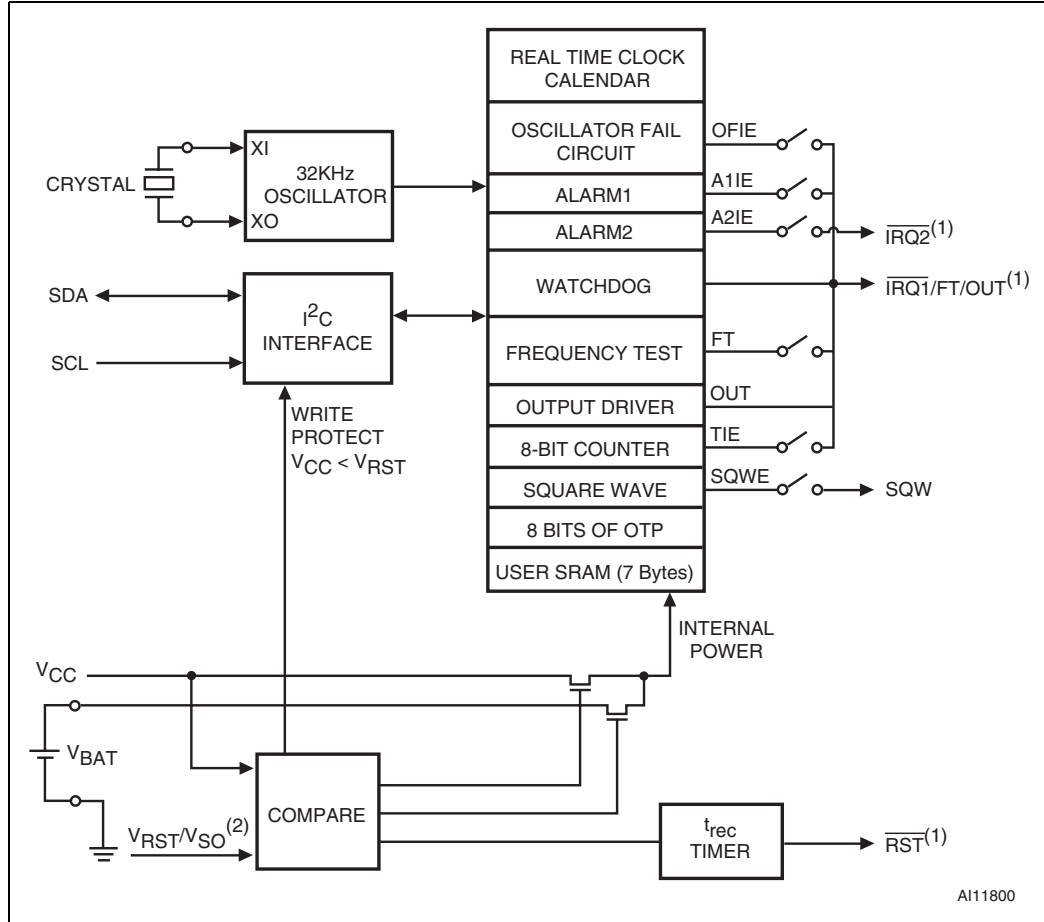 REAL TIME CLOCK
CALENDAR
OSCILLATOR FAIL
CIRCUIT
OFIE
XI
32KHz
OSCILLATOR
XO
CRYSTAL
ALARM1
A1IE
ALARM2
A2IE
IRQ2(1)
SDA
SCL
I2C
INTERFACE
WATCHDOG
IRQ1/FT/OUT(1)
FREQUENCY TEST
FT
OUTPUT DRIVER
OUT
WRITE
PROTECT
VCC < VRST
8-BIT COUNTER
TIE
SQUARE WAVE
SQWE
SQW
8 BITS OF OTP
USER SRAM (7 Bytes)
INTERNAL
POWER
VCC
VBAT
COMPARE
VRST/VSO(2)
trec
TIMER
RST(1)
AI11800